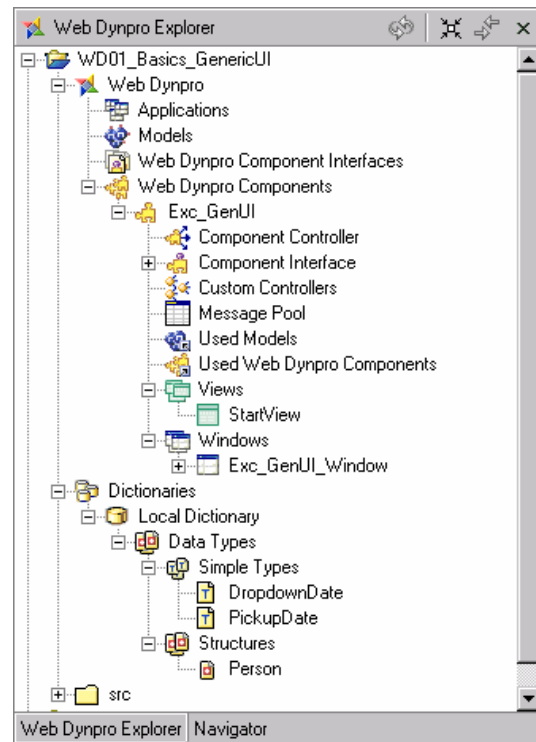 Web Dynpro Explorer
WD01_Basics_GenericUI
Web Dynpro
Applications
Models
Web Dynpro Component Interfaces
Web Dynpro Components
Exc_GenUI
Component Controller
Component Interface
Custom Controllers
Message Pool
Used Models
Used Web Dynpro Components
Views
StartView
Windows
Exc_GenUI_Window
Dictionaries
Local Dictionary
Data Types
Simple Types
DropdownDate
PickupDate
Structures
Person
src
Web Dynpro Explorer Navigator